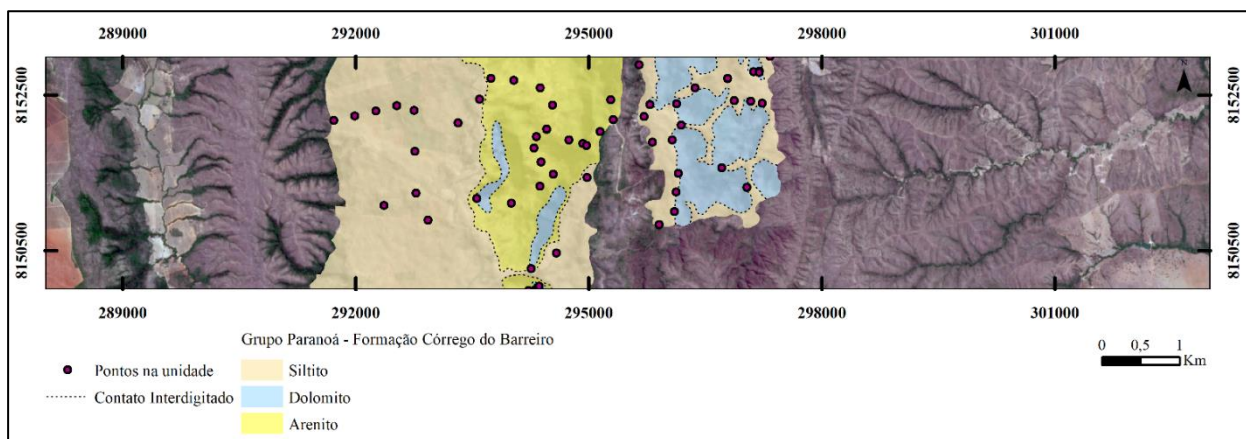 289000 292000 295000 298000 301000
8152500 8152500
N
8150500 8150500
289000 292000 295000 298000 301000
Grupo Paranoá - Formação Córrego do Barreiro
Pontos na unidade
Siltito
Contato Interdigitado
Dolomito
Arenito
0 0,5 1
Km